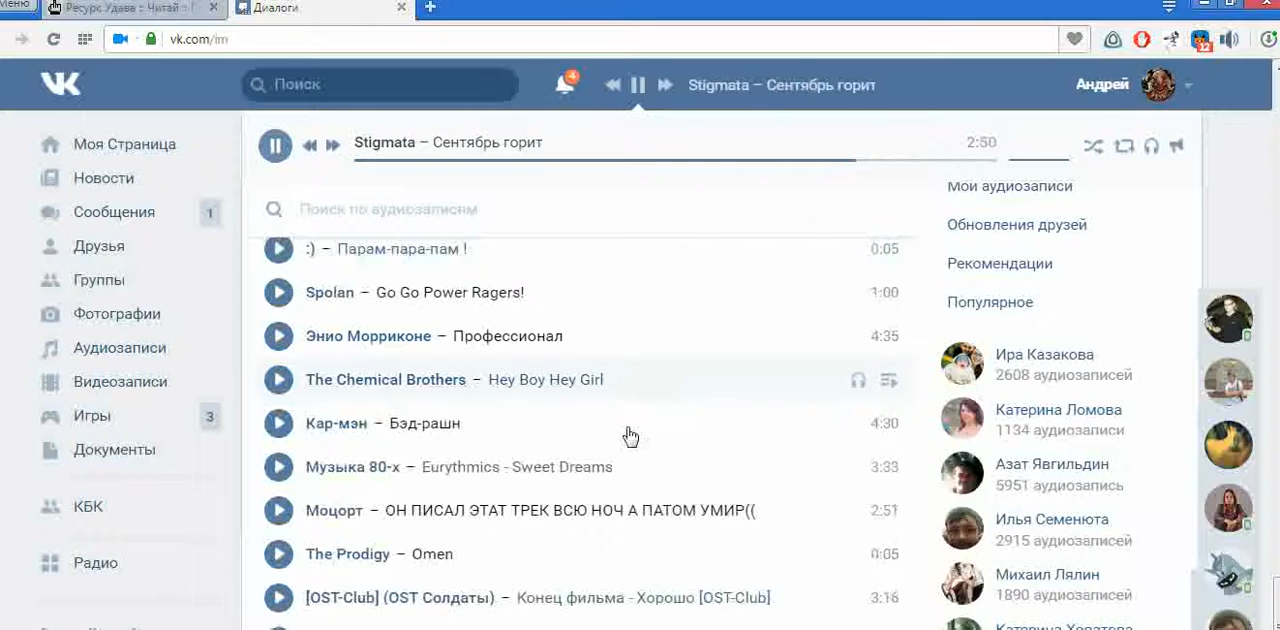 Меню
Ресурс Удава :: Читай ::
Диалоги
vk.com/im
12
Поиск
4
Stigmata – Сентябрь горит
Андрей
Моя Страница
Новости
Сообщения 1
Друзья
Группы
Фотографии
Аудиозаписи
Видеозаписи
Игры 3
Документы
КБК
Радио
Stigmata – Сентябрь горит 2:50
Поиск по аудиозаписям
:) – Парам-пара-пам ! 0:05
Spolan – Go Go Power Ragers! 1:00
ЭниоМорриконе – Профессионал 4:35
The Chemical Brothers – Hey Boy Hey Girl
Кар-мэн – Бэд-рашн 4:30
Музыка 80-х – Eurythmics - Sweet Dreams 3:33
Моцорт – ОН ПИСАЛ ЭТАТ ТРЕК ВСЮ НОЧ А ПАТОМ УМИР(( 2:51
The Prodigy – Omen 0:05
[OST-Club] (OST Солдаты) – Конец фильма - Хорошо [OST-Club] 3:16
Мои аудиозаписи
Обновления друзей
Рекомендации
Популярное
Ира Казакова
2608 аудиозаписей
Катерина Ломова
1134 аудиозаписи
Азат Явгильдин
5951 аудиозапись
Илья Семенюта
2915 аудиозаписей
Михаил Лялин
1890 аудиозаписей
Катерина